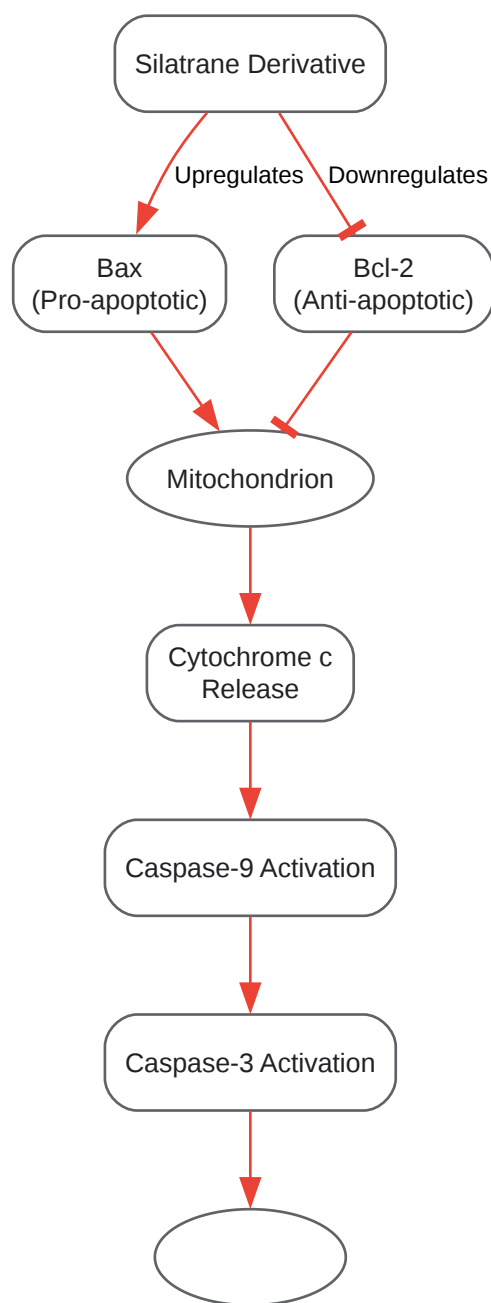 Silatrane Derivative
Upregulates
Downregulates
Bax
(Pro-apoptotic)
Bcl-2
(Anti-apoptotic)
Mitochondrion
Cytochrome c
Release
Caspase-9 Activation
Caspase-3 Activation